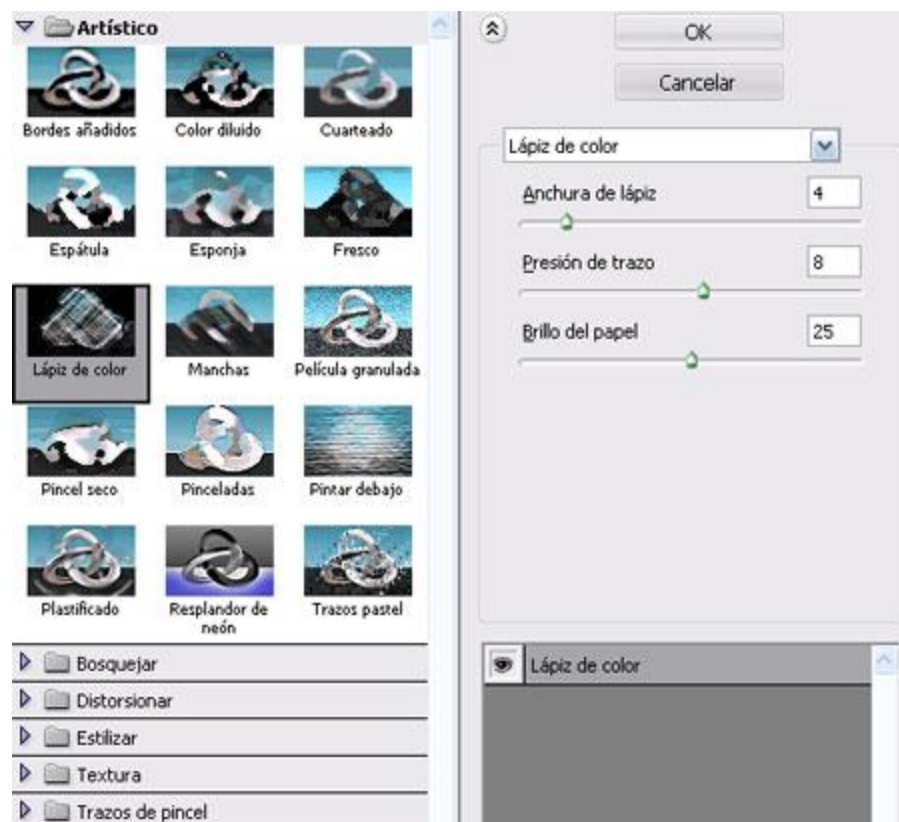 Artístico
Bordes añadidos
Color diluido
Cuarteado
Espátula
Esponja
Fresco
Lápiz de color
Manchas
Película granulada
Pincel seco
Pinceladas
Pintar debajo
Plastificado
Resplandor de
neón
Trazos pastel
Bosquejar
Distorsionar
Estilizar
Textura
Trazos de pincel
OK
Cancelar
Lápiz de color
Anchura de lápiz 4
Presión de trazo 8
Brillo del papel 25
Lápiz de color